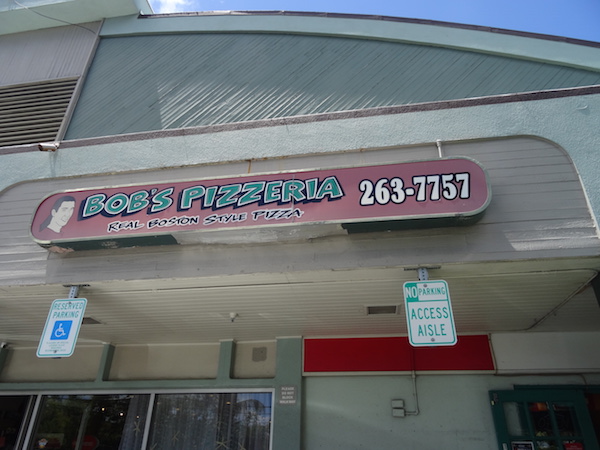 BOB'S PIZZERIA 263-7757
REAL BOSTON STYLE PIZZA
RESERVED
PARKING
NO PARKING
ACCESS
AISLE